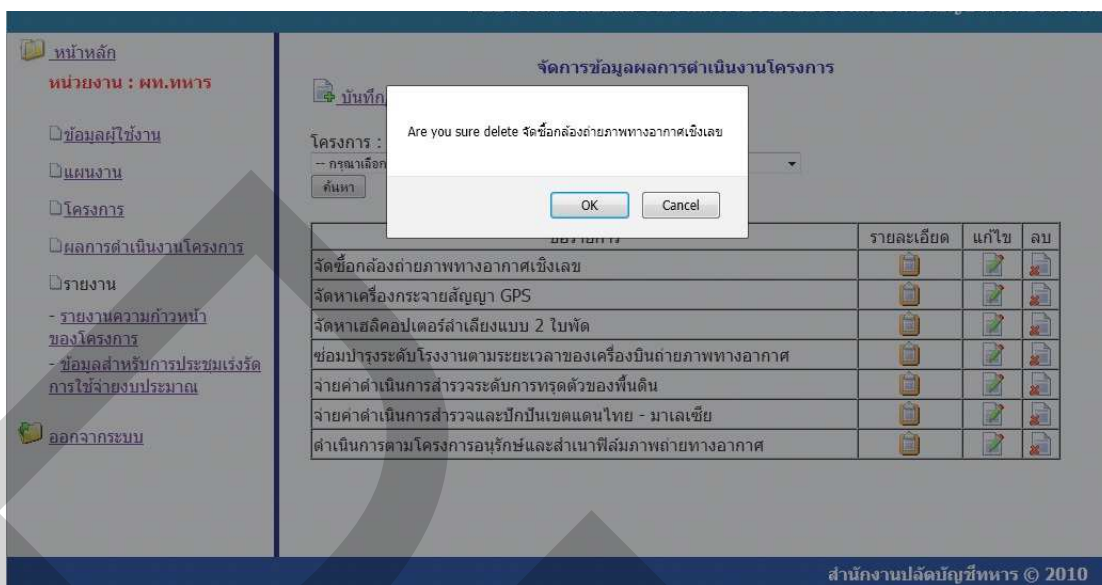 หน้าหลัก
หน่วยงาน : ผท.ทหาร
ข้อมูลผู้ใช้งาน
แผนงาน
โครงการ
ผลการดำเนินงานโครงการ
รายงาน
- รายงานความก้าวหน้า
ของโครงการ
- ข้อมูลสำหรับการประชุมเร่งรัด
การใช้จ่ายงบประมาณ
ออกจากระบบ
จัดการข้อมูลผลการดำเนินงานโครงการ
บันทึก
Are you sure delete จัดซื้อกล้องถ่ายภาพทางอากาศเชิงเลข
OK Cancel
โครงการ :
-- กรุณาเลือก
ค้นหา
รายละเอียด แก้ไข ลบ
จัดซื้อกล้องถ่ายภาพทางอากาศเชิงเลข
จัดหาเครื่องกระจายสัญญา GPS
จัดหาเฮลิคอปเตอร์ลำเลียงแบบ 2 ใบพัด
ซ่อมบำรุงระดับโรงงานตามระยะเวลาของเครื่องบินถ่ายภาพทางอากาศ
จ่ายค่าดำเนินการสำรวจระดับการทรุดตัวของพื้นดิน
จ่ายค่าดำเนินการสำรวจและปักปันเขตแดนไทย - มาเลเซีย
ดำเนินการตามโครงการอนุรักษ์และสำเนาฟิล์มภาพถ่ายทางอากาศ
สำนักงานปลัดบัญชีทหาร © 2010